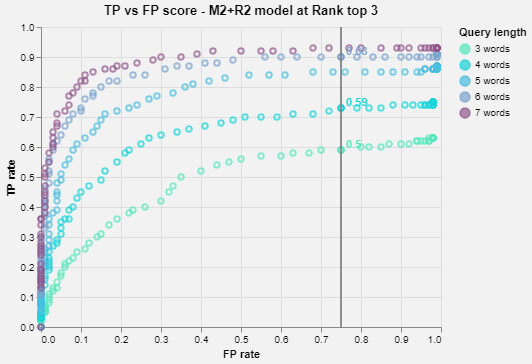 TP vs FP score - M2+R2 model at Rank top 3
Query length
3 words
4 words
5 words
6 words
7 words
TP rate
1.0
0.9
0.8
0.7
0.6
0.5
0.4
0.3
0.2
0.1
0.0
0.59
0.5
0.0 0.1 0.2 0.3 0.4 0.5 0.6 0.7 0.8 0.9 1.0
FP rate